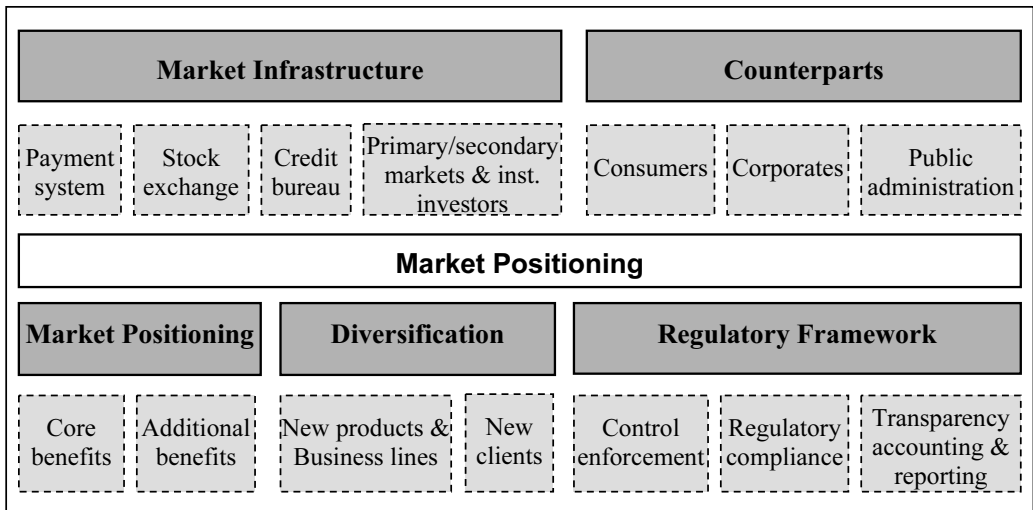 Market Infrastructure
Counterparts
Payment
system
Stock
exchange
Credit
bureau
Primary/secondary
markets & inst.
investors
Consumers
Corporates
Public
administration
Market Positioning
Market Positioning
Diversification
Regulatory Framework
Core
benefits
Additional
benefits
New products &
Business lines
New
clients
Control
enforcement
Regulatory
compliance
Transparency
accounting &
reporting